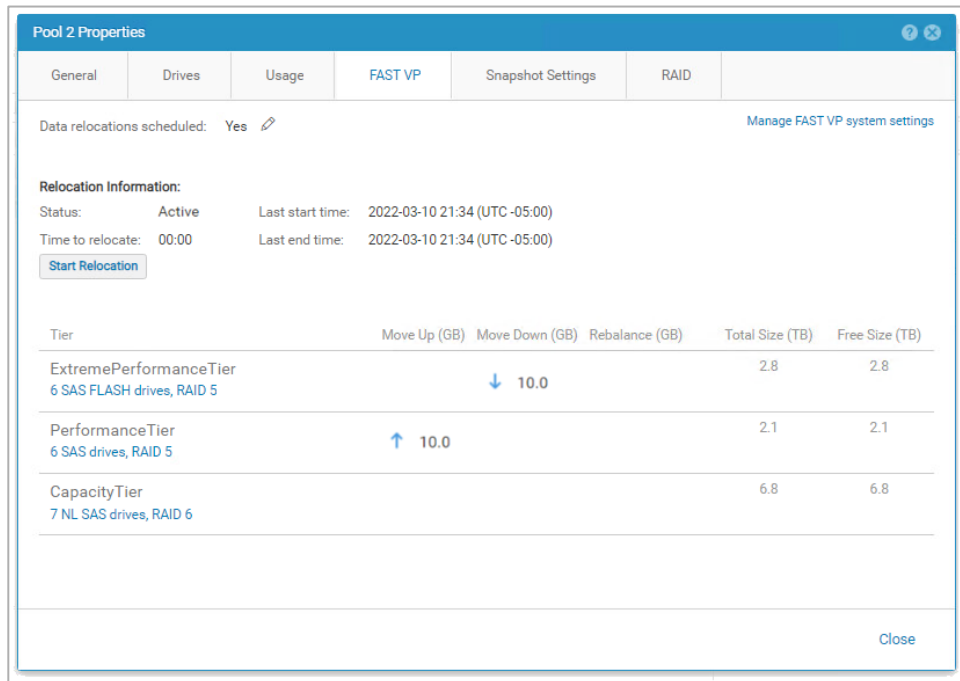 Pool 2 Properties
General Drives Usage FAST VP Snapshot Settings RAID
Data relocations scheduled: Yes Manage FAST VP system settings
Relocation Information:
Status: Active Last start time: 2022-03-10 21:34 (UTC -05:00)
Time to relocate: 00:00 Last end time: 2022-03-10 21:34 (UTC -05:00)
Start Relocation
Tier Move Up (GB) Move Down (GB) Rebalance (GB) Total Size (TB) Free Size (TB)
ExtremePerformanceTier 2.8 2.8
6 SAS FLASH drives, RAID 5 ↓ 10.0
PerformanceTier 2.1 2.1
6 SAS drives, RAID 5 ↑ 10.0
CapacityTier 6.8 6.8
7 NL SAS drives, RAID 6
Close